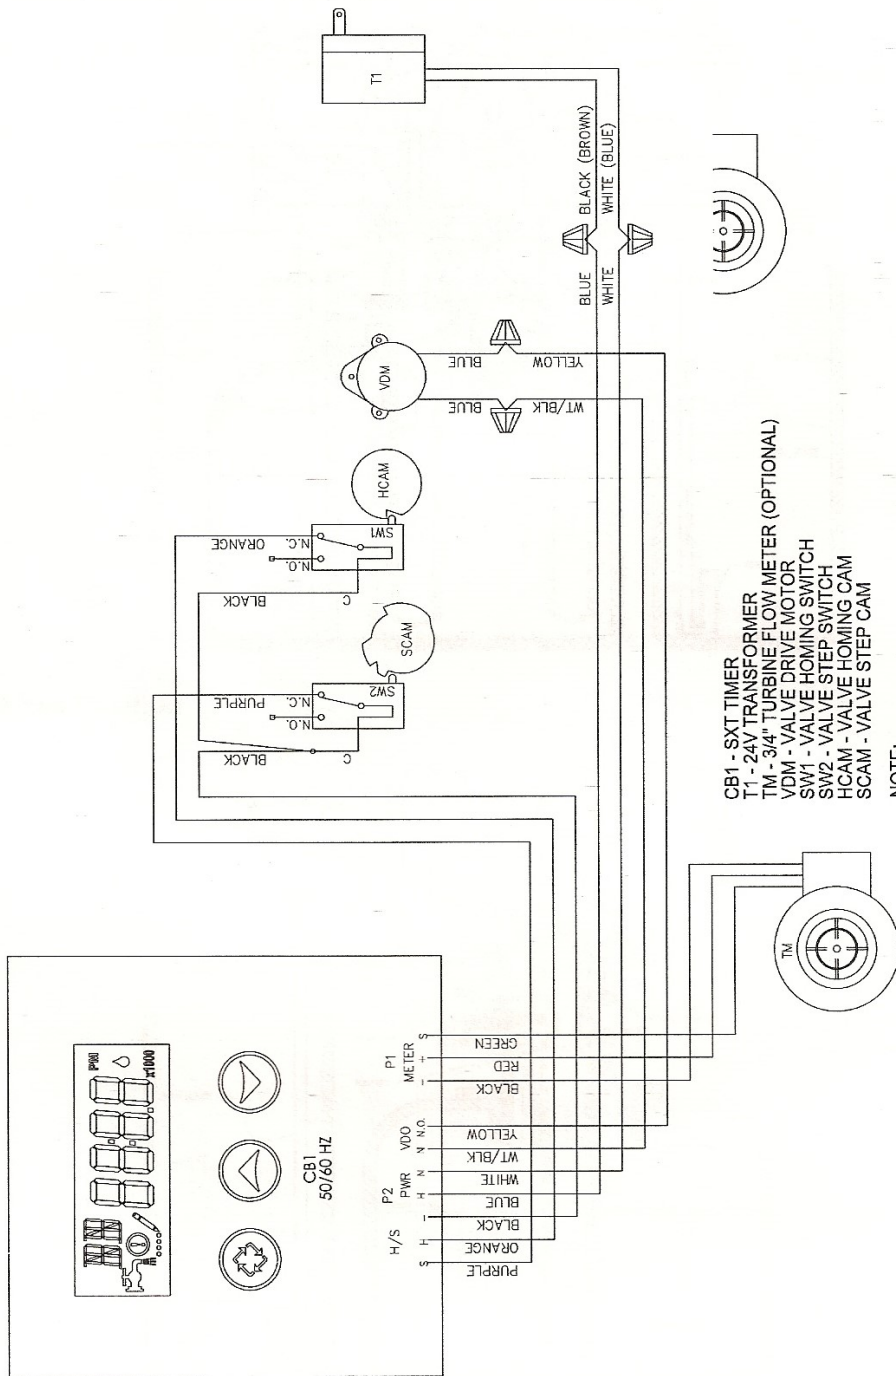 T1
BLACK (BROWN)
WHITE (BLUE)
BLUE
WHITE
VDM
BLUE
YELLOW
BLUE
WT/BLK
HCAM
SW1
N.C.
N.O.
ORANGE
BLACK
C
SCAM
SW2
N.C.
N.O.
PURPLE
BLACK
C
PM
x1000
CB1
50/60 HZ
P1
METER
S
+
-
GREEN
RED
BLACK
P2
VDO
N.O.
N
YELLOW
WT/BLK
PWR
N
H
WHITE
BLUE
H/S
-
H
S
BLACK
ORANGE
PURPLE
TM
CB1 - SXT TIMER
T1 - 24V TRANSFORMER
TM - 3/4" TURBINE FLOW METER (OPTIONAL)
VDM - VALVE DRIVE MOTOR
SW1 - VALVE HOMING SWITCH
SW2 - VALVE STEP SWITCH
HCAM - VALVE HOMING CAM
SCAM - VALVE STEP CAM
NOTE: